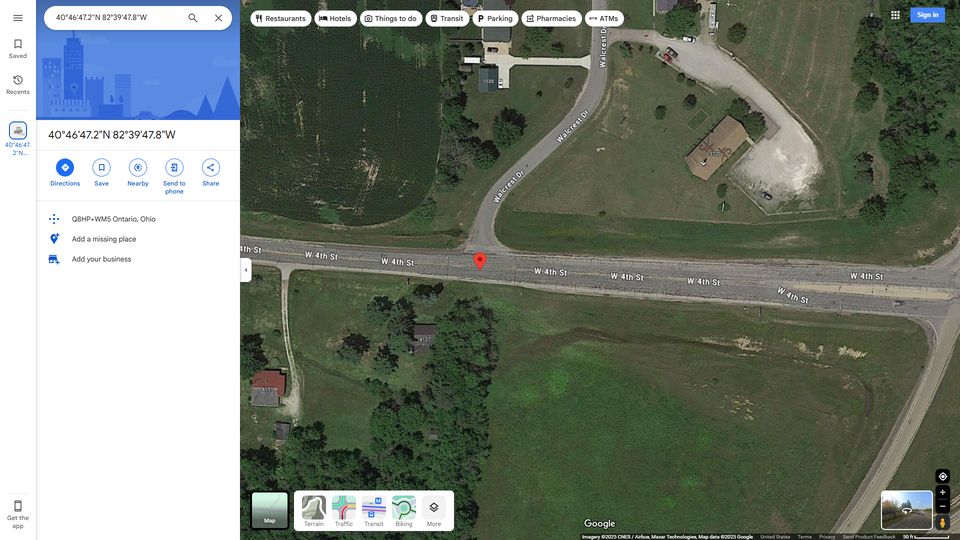 40°46'47.2"N 82°39'47.8"W
Restaurants
Hotels
Things to do
Transit
Parking
Pharmacies
ATMs
Sign in
Saved
Recents
40°46'47.
2"N...
40°46'47.2"N 82°39'47.8"W
Directions
Save
Nearby
Send to
phone
Share
Q8HP+WM5 Ontario, Ohio
Add a missing place
Add your business
Get the
app
Walcrest Dr
Walcrest Dr
Walcrest Dr
1035
4th St
W 4th St
W 4th St
W 4th St
W 4th St
W 4th St
W 4th St
W 4th St
4127
Map
Terrain
Traffic
Transit
Biking
More
Google
Imagery ©2025 CNES / Airbus, Maxar Technologies, Map data ©2025 Google
United States
Terms
Privacy
Send Product Feedback
50 ft